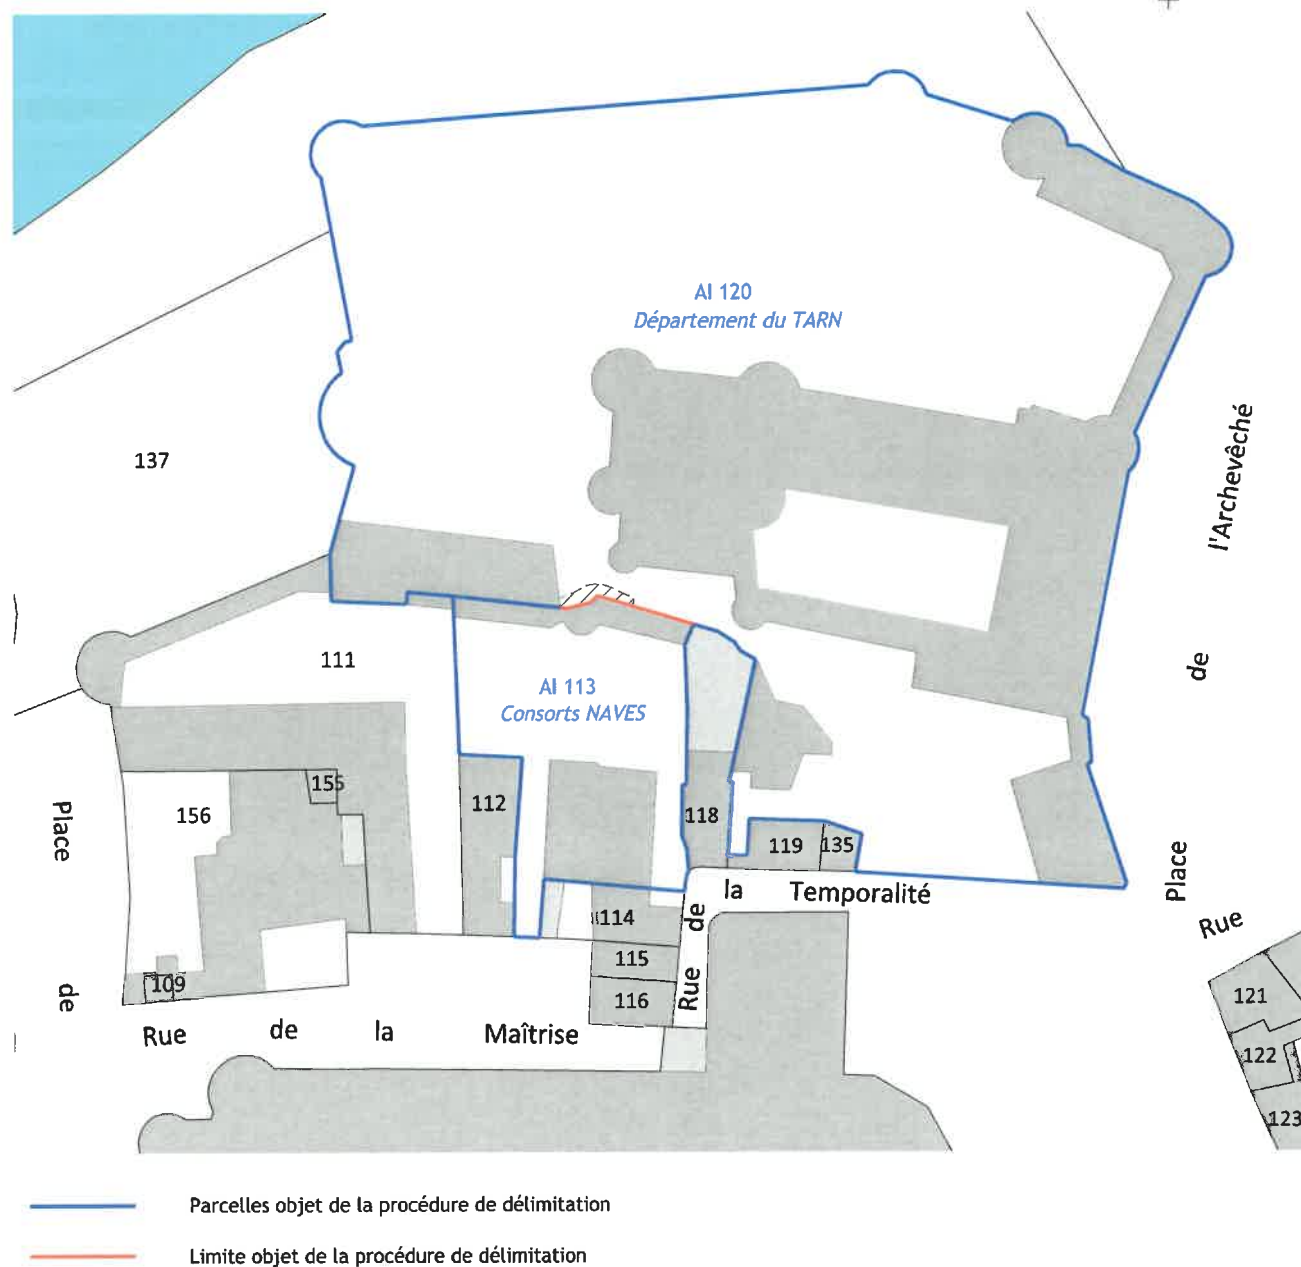 AI 120
Département du TARN
137
l'Archevêché
de
Place
111
AI 113
Consorts NAVES
155
156
112
118
119
135
Place
de
la Temporalité
de
Rue
114
115
116
109
Rue de la Maîtrise
Rue
121
122
123
Parcelles objet de la procédure de délimitation
Limite objet de la procédure de délimitation